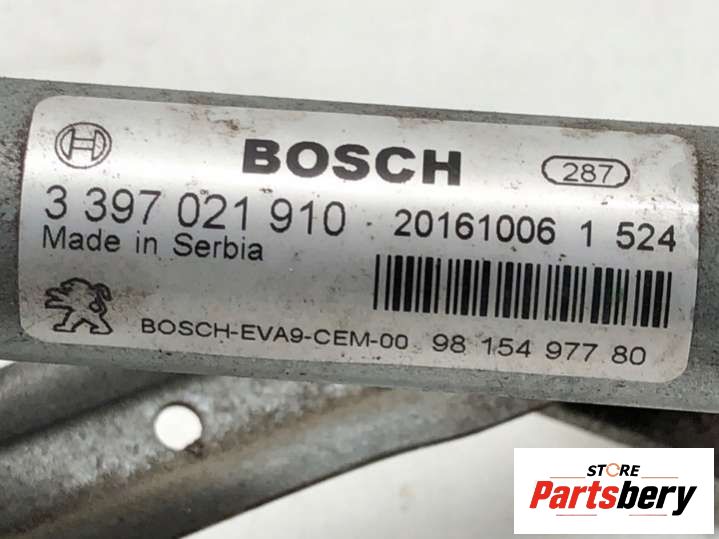 BOSCH 287
3 397 021 910 20161006 1 524
Made in Serbia
BOSCH-EVA9-CEM-00 98 154 977 80
STORE
Partsbery